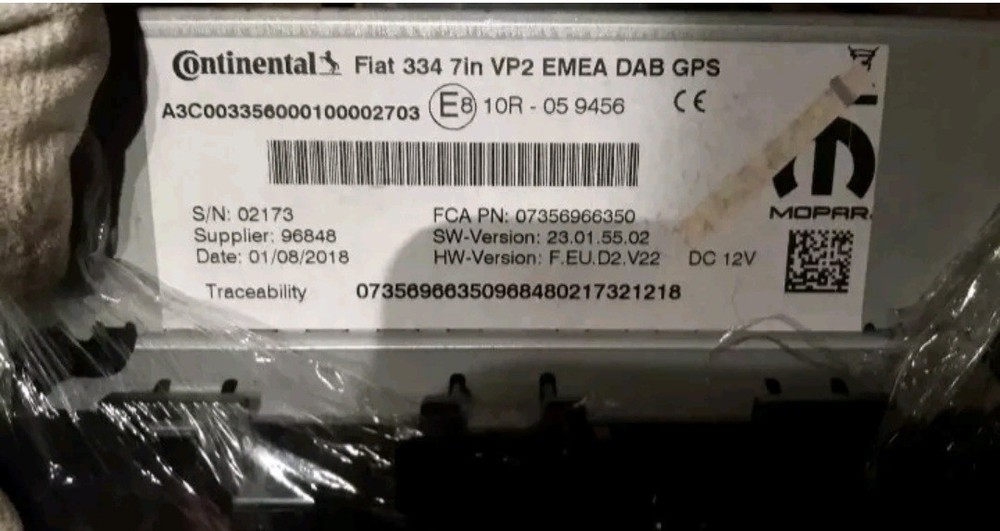 Continental Fiat 334 7in VP2 EMEA DAB GPS
A3C003356000100002703 E8 10R - 05 9456 CE
S/N: 02173 FCA PN: 07356966350
Supplier: 96848 SW-Version: 23.01.55.02
Date: 01/08/2018 HW-Version: F.EU.D2.V22 DC 12V
Traceability 0735696635096848021732​1218
MOPAR